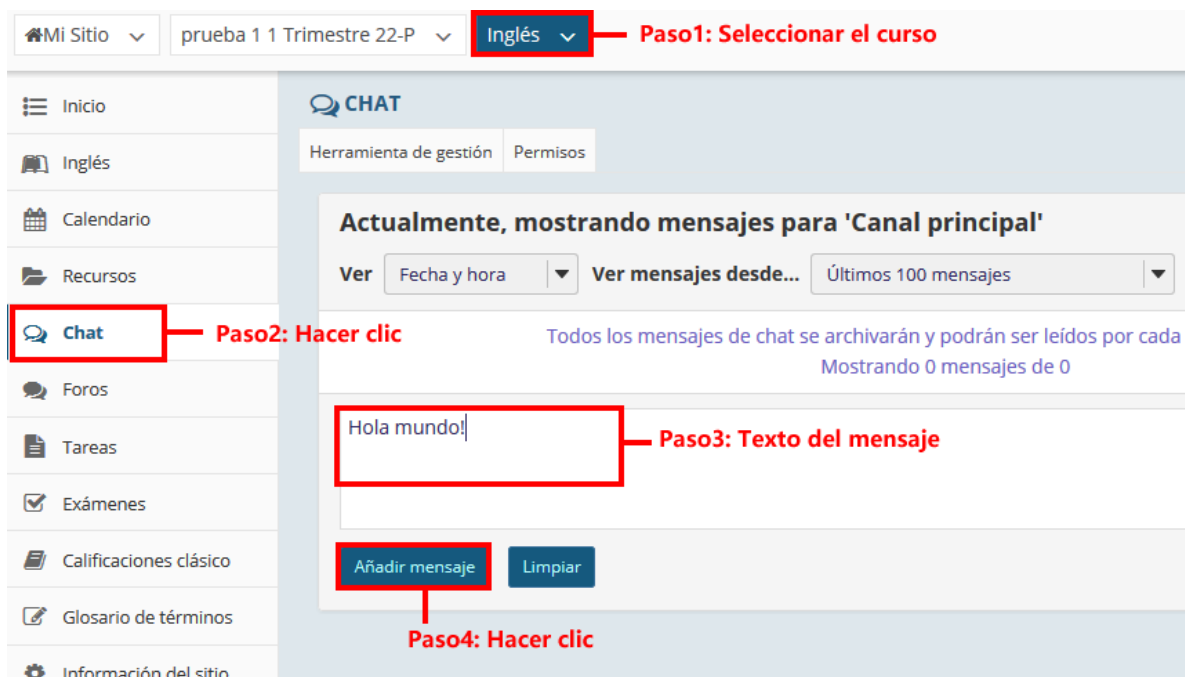 Mi Sitio prueba 1 1 Trimestre 22-P Inglés Paso1: Seleccionar el curso
Inicio
Inglés
Calendario
Recursos
Chat Paso2: Hacer clic
Foros
Tareas
Exámenes
Calificaciones clásico
Glosario de términos
Información del sitio
CHAT
Herramienta de gestión Permisos
Actualmente, mostrando mensajes para 'Canal principal'
Ver Fecha y hora Ver mensajes desde... Últimos 100 mensajes
Todos los mensajes de chat se archivarán y podrán ser leídos por cada
Mostrando 0 mensajes de 0
Hola mundo! Paso3: Texto del mensaje
Añadir mensaje Limpiar
Paso4: Hacer clic